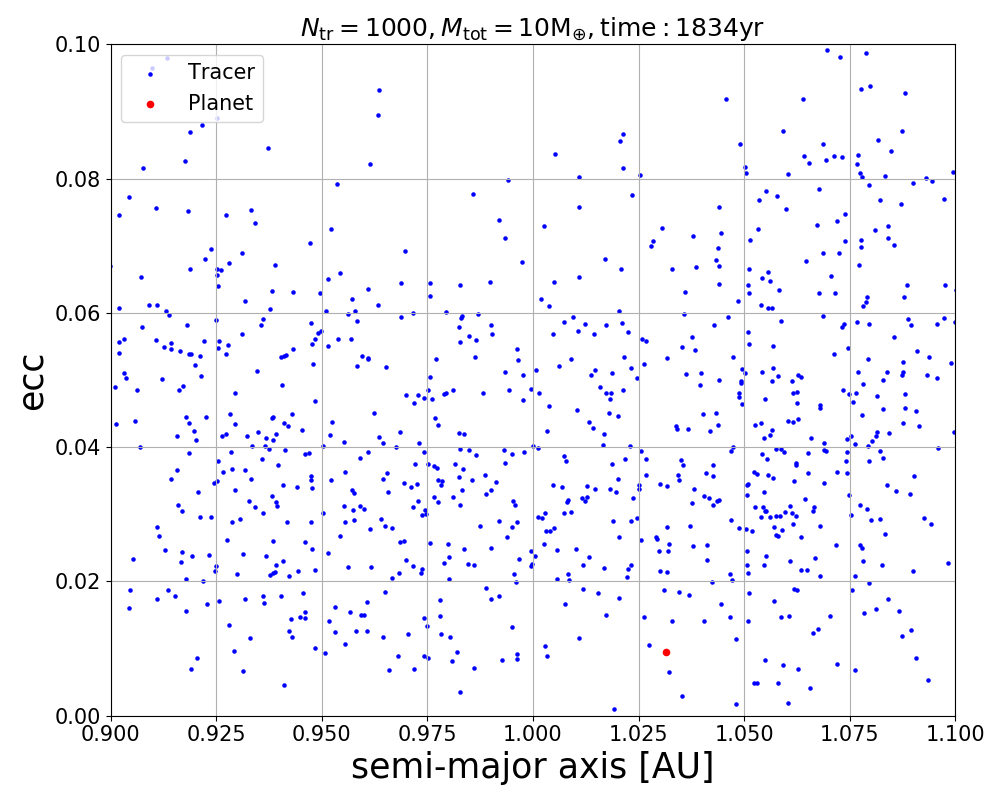 N_tr = 1000, M_tot = 10M_⊕, time : 1834yr
Tracer
Planet
ecc
0.10
0.08
0.06
0.04
0.02
0.00
0.900 0.925 0.950 0.975 1.000 1.025 1.050 1.075 1.100
semi-major axis [AU]